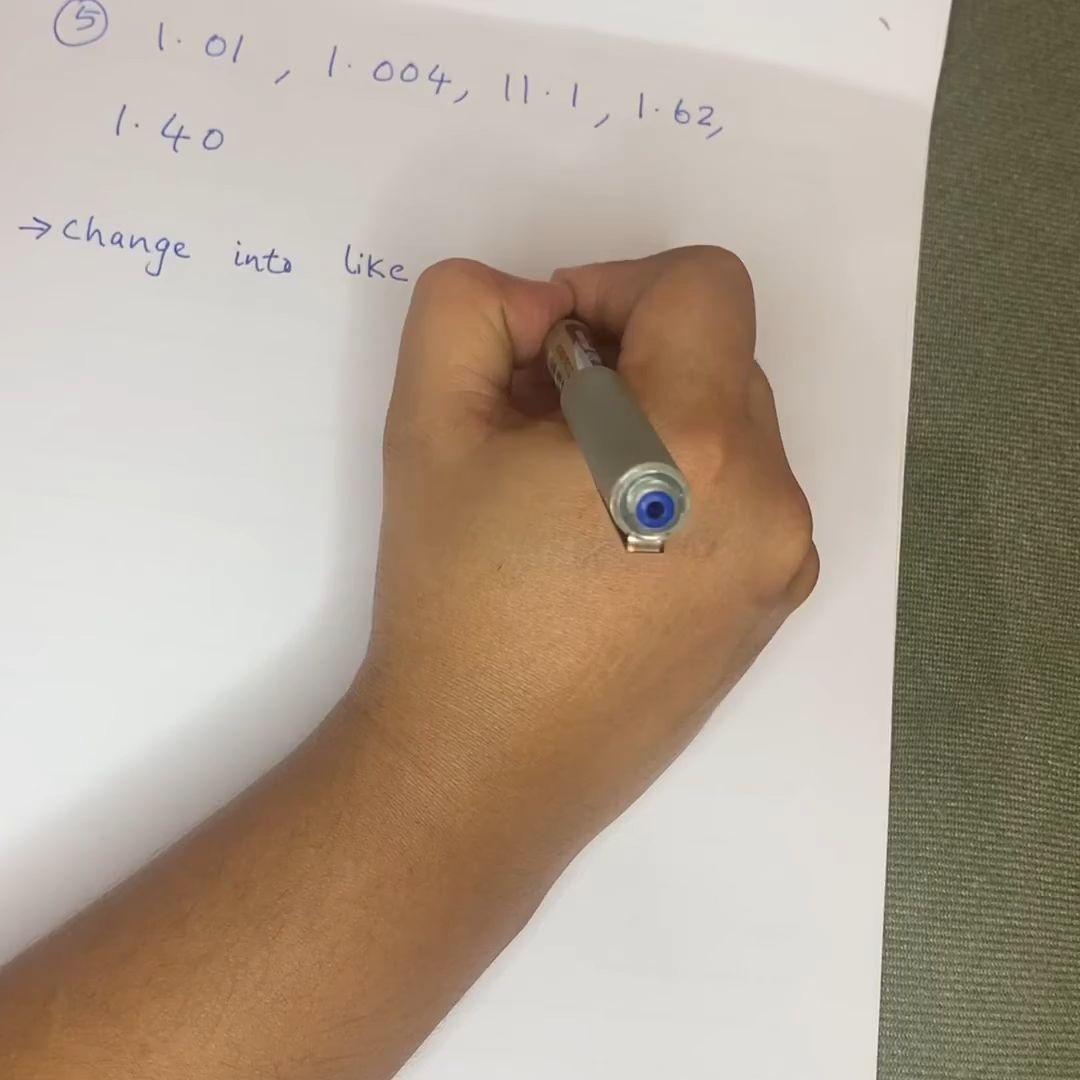 ⑤ 1.01, 1.004, 11.1, 1.62,
1.40
→ change into like